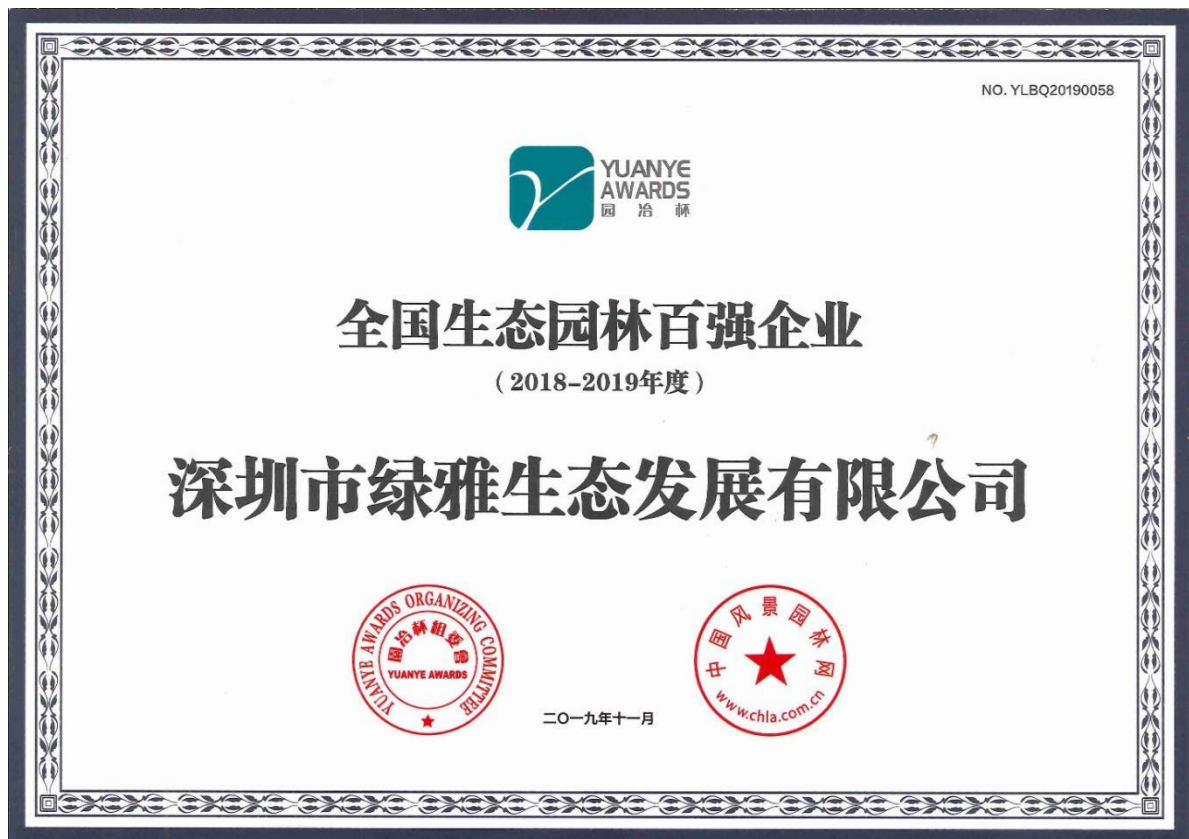 NO. YLBQ20190058
YUANYE
AWARDS
园冶杯
全国生态园林百强企业
（2018-2019年度）
深圳市绿雅生态发展有限公司
YUANYE AWARDS ORGANIZING COMMITTEE
園冶杯組委會
YUANYE AWARDS
中国风景园林网
www.chla.com.cn
二〇一九年十一月